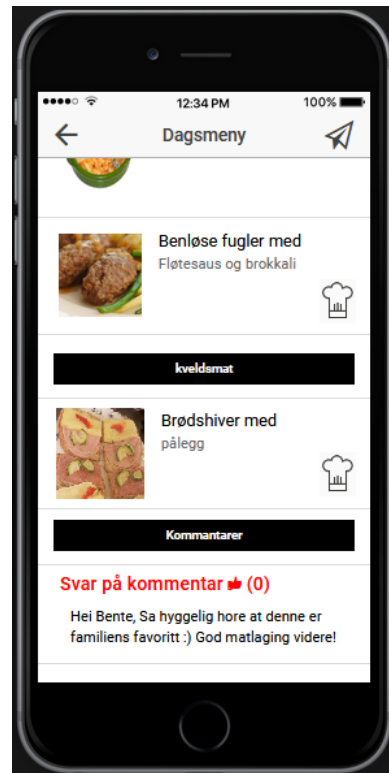 12:34 PM
100%
Dagsmeny
Benløse fugler med
Fløtesaus og brokkali
kveldsmat
Brødshiver med
pålegg
Kommantarer
Svar på kommentar (0)
Hei Bente, Sa hyggelig hore at denne er
familiens favoritt :) God matlaging videre!